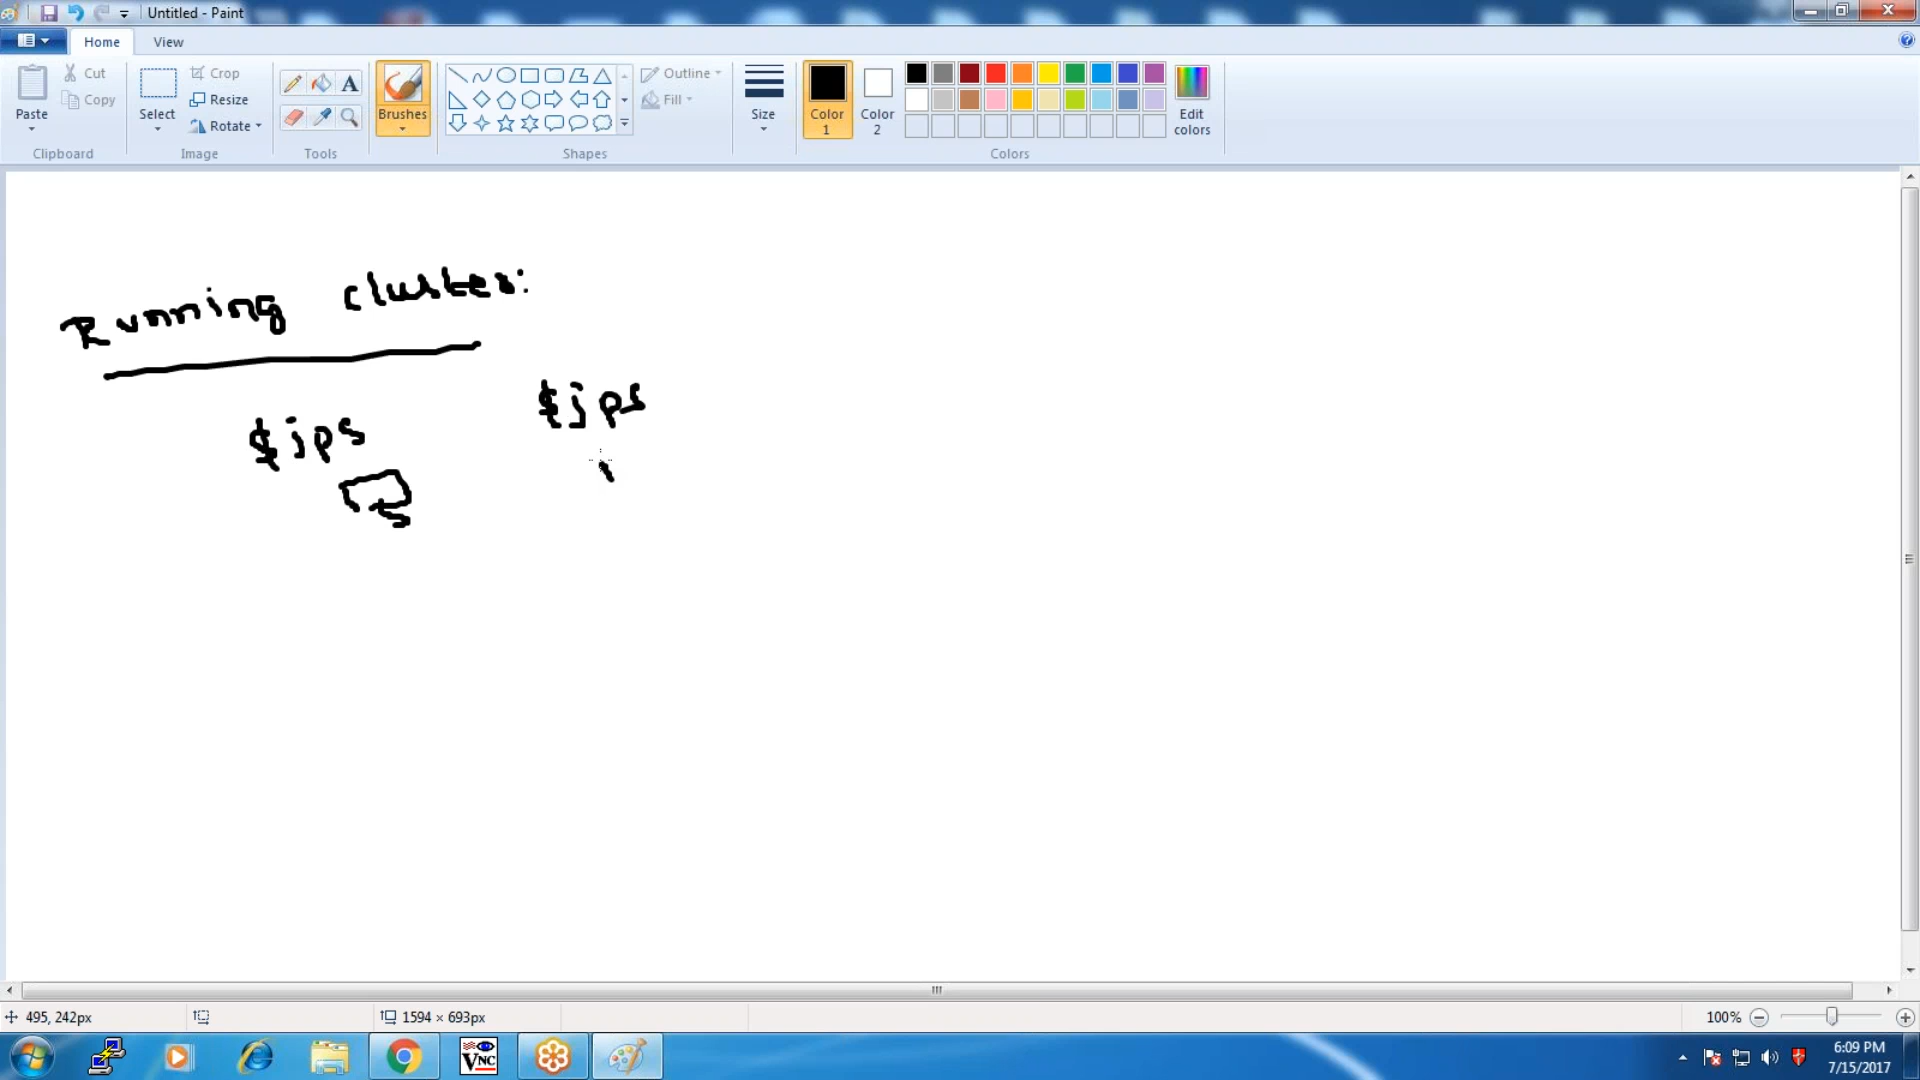 Untitled - Paint
Home View
Paste
Cut
Copy
Clipboard
Select
Crop
Resize
Rotate
Image
A
Tools
Brushes
Shapes
Outline
Fill
Size
Color 1
Color 2
Edit colors
Colors
Running cluster:
$jps
$jps
495, 242px
1594 × 693px
100%
VNC
6:09 PM
7/15/2017